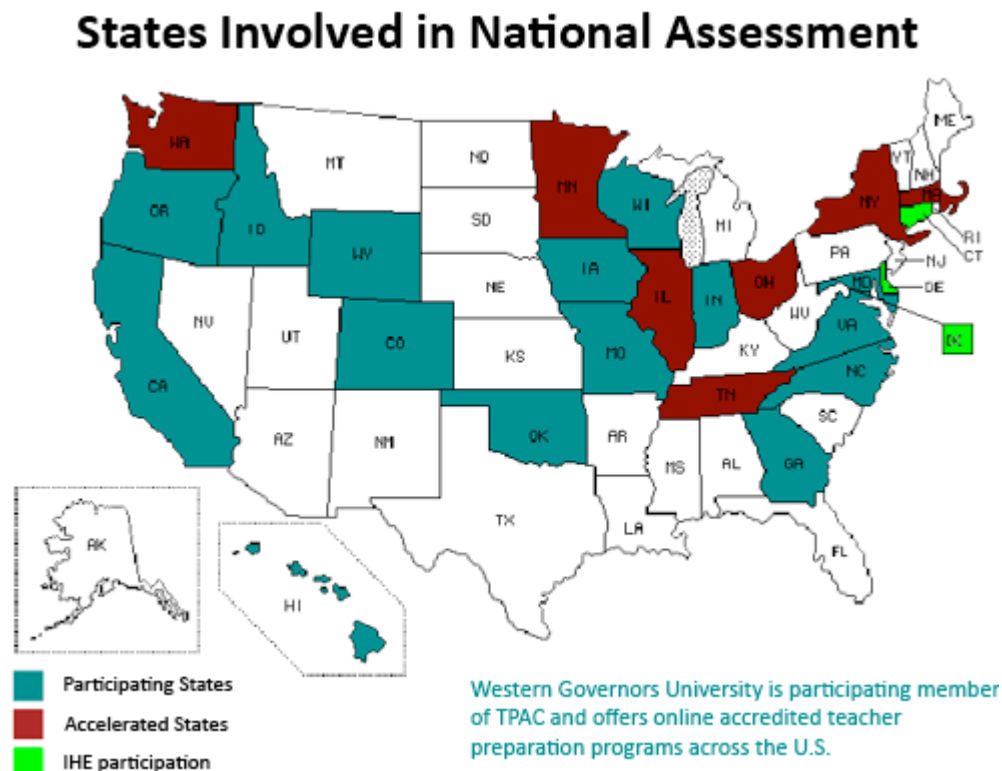 States Involved in National Assessment
WA
MT
ND
MN
ME
VT
NH
OR
ID
SD
WI
MI
NY
MA
RI
CT
WY
IA
PA
NJ
NE
IL
IN
OH
MD
DE
NV
UT
CO
KS
MO
WV
VA
KY
CA
NC
TN
AZ
NM
OK
AR
SC
MS
AL
GA
TX
LA
FL
AK
HI
Participating States
Accelerated States
IHE participation
Western Governors University is participating member
of TPAC and offers online accredited teacher
preparation programs across the U.S.